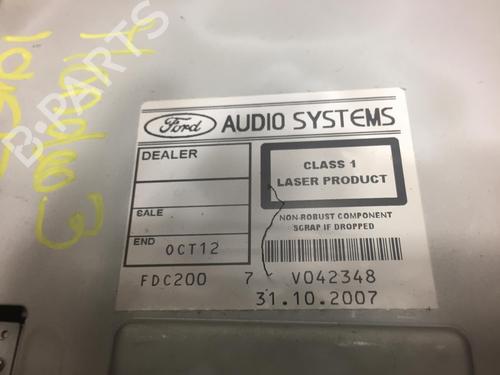 Ford AUDIO SYSTEMS
DEALER
CLASS 1
LASER PRODUCT
SALE
NON-ROBUST COMPONENT
SCRAP IF DROPPED
END OCT12
FDC200 7 V042348
31.10.2007
B-PARTS